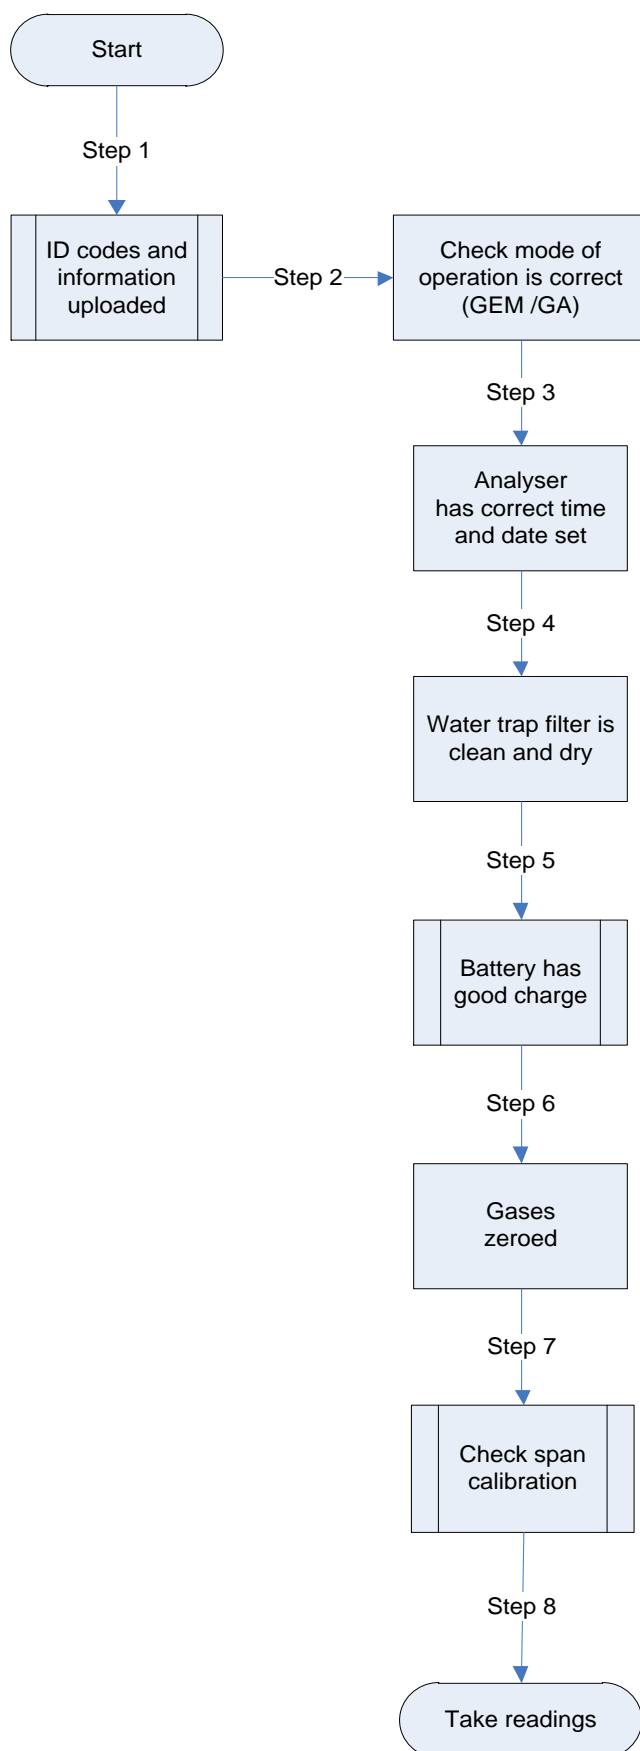 Start
Step 1
ID codes and
information
uploaded
Step 2
Check mode of
operation is correct
(GEM /GA)
Step 3
Analyser
has correct time
and date set
Step 4
Water trap filter is
clean and dry
Step 5
Battery has
good charge
Step 6
Gases
zeroed
Step 7
Check span
calibration
Step 8
Take readings